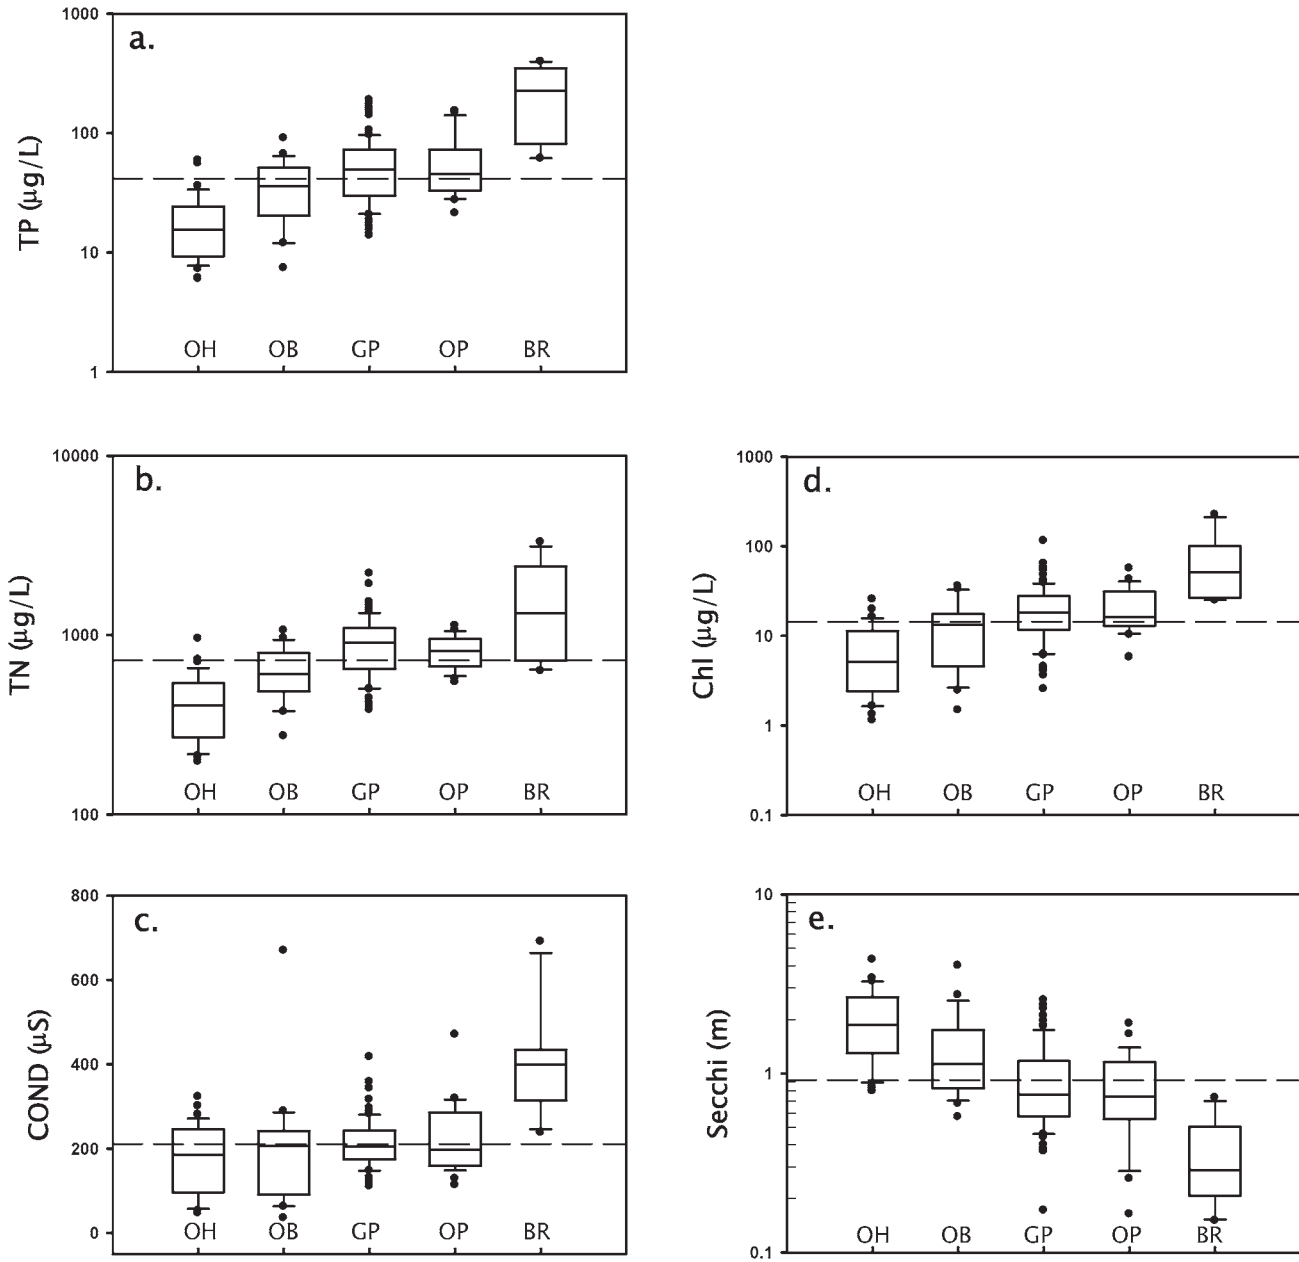 a.
TP (µg/L)
1000
100
10
1
OH OB GP OP BR
b.
TN (µg/L)
10000
1000
100
OH OB GP OP BR
c.
COND (µS)
800
600
400
200
0
OH OB GP OP BR
d.
Chl (µg/L)
1000
100
10
1
0.1
OH OB GP OP BR
e.
Secchi (m)
10
1
0.1
OH OB GP OP BR